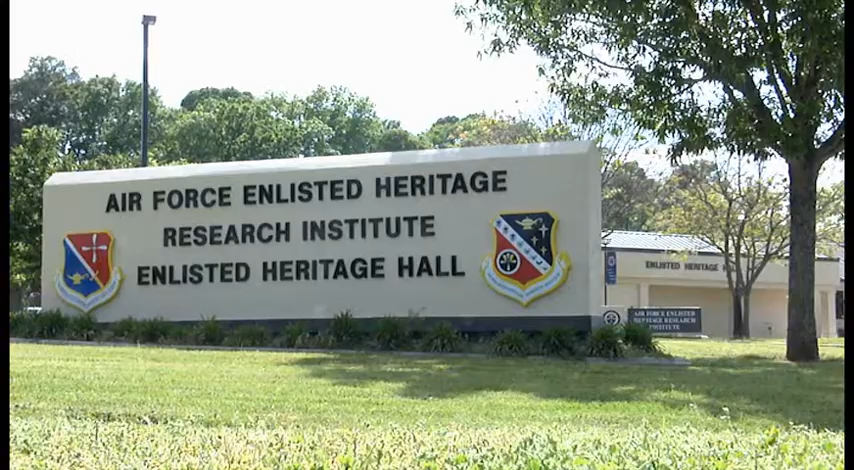 AIR FORCE ENLISTED HERITAGE
RESEARCH INSTITUTE
ENLISTED HERITAGE HALL
ENLISTED HERITAGE
AIR FORCE ENLISTED
HERITAGE RESEARCH
INSTITUTE